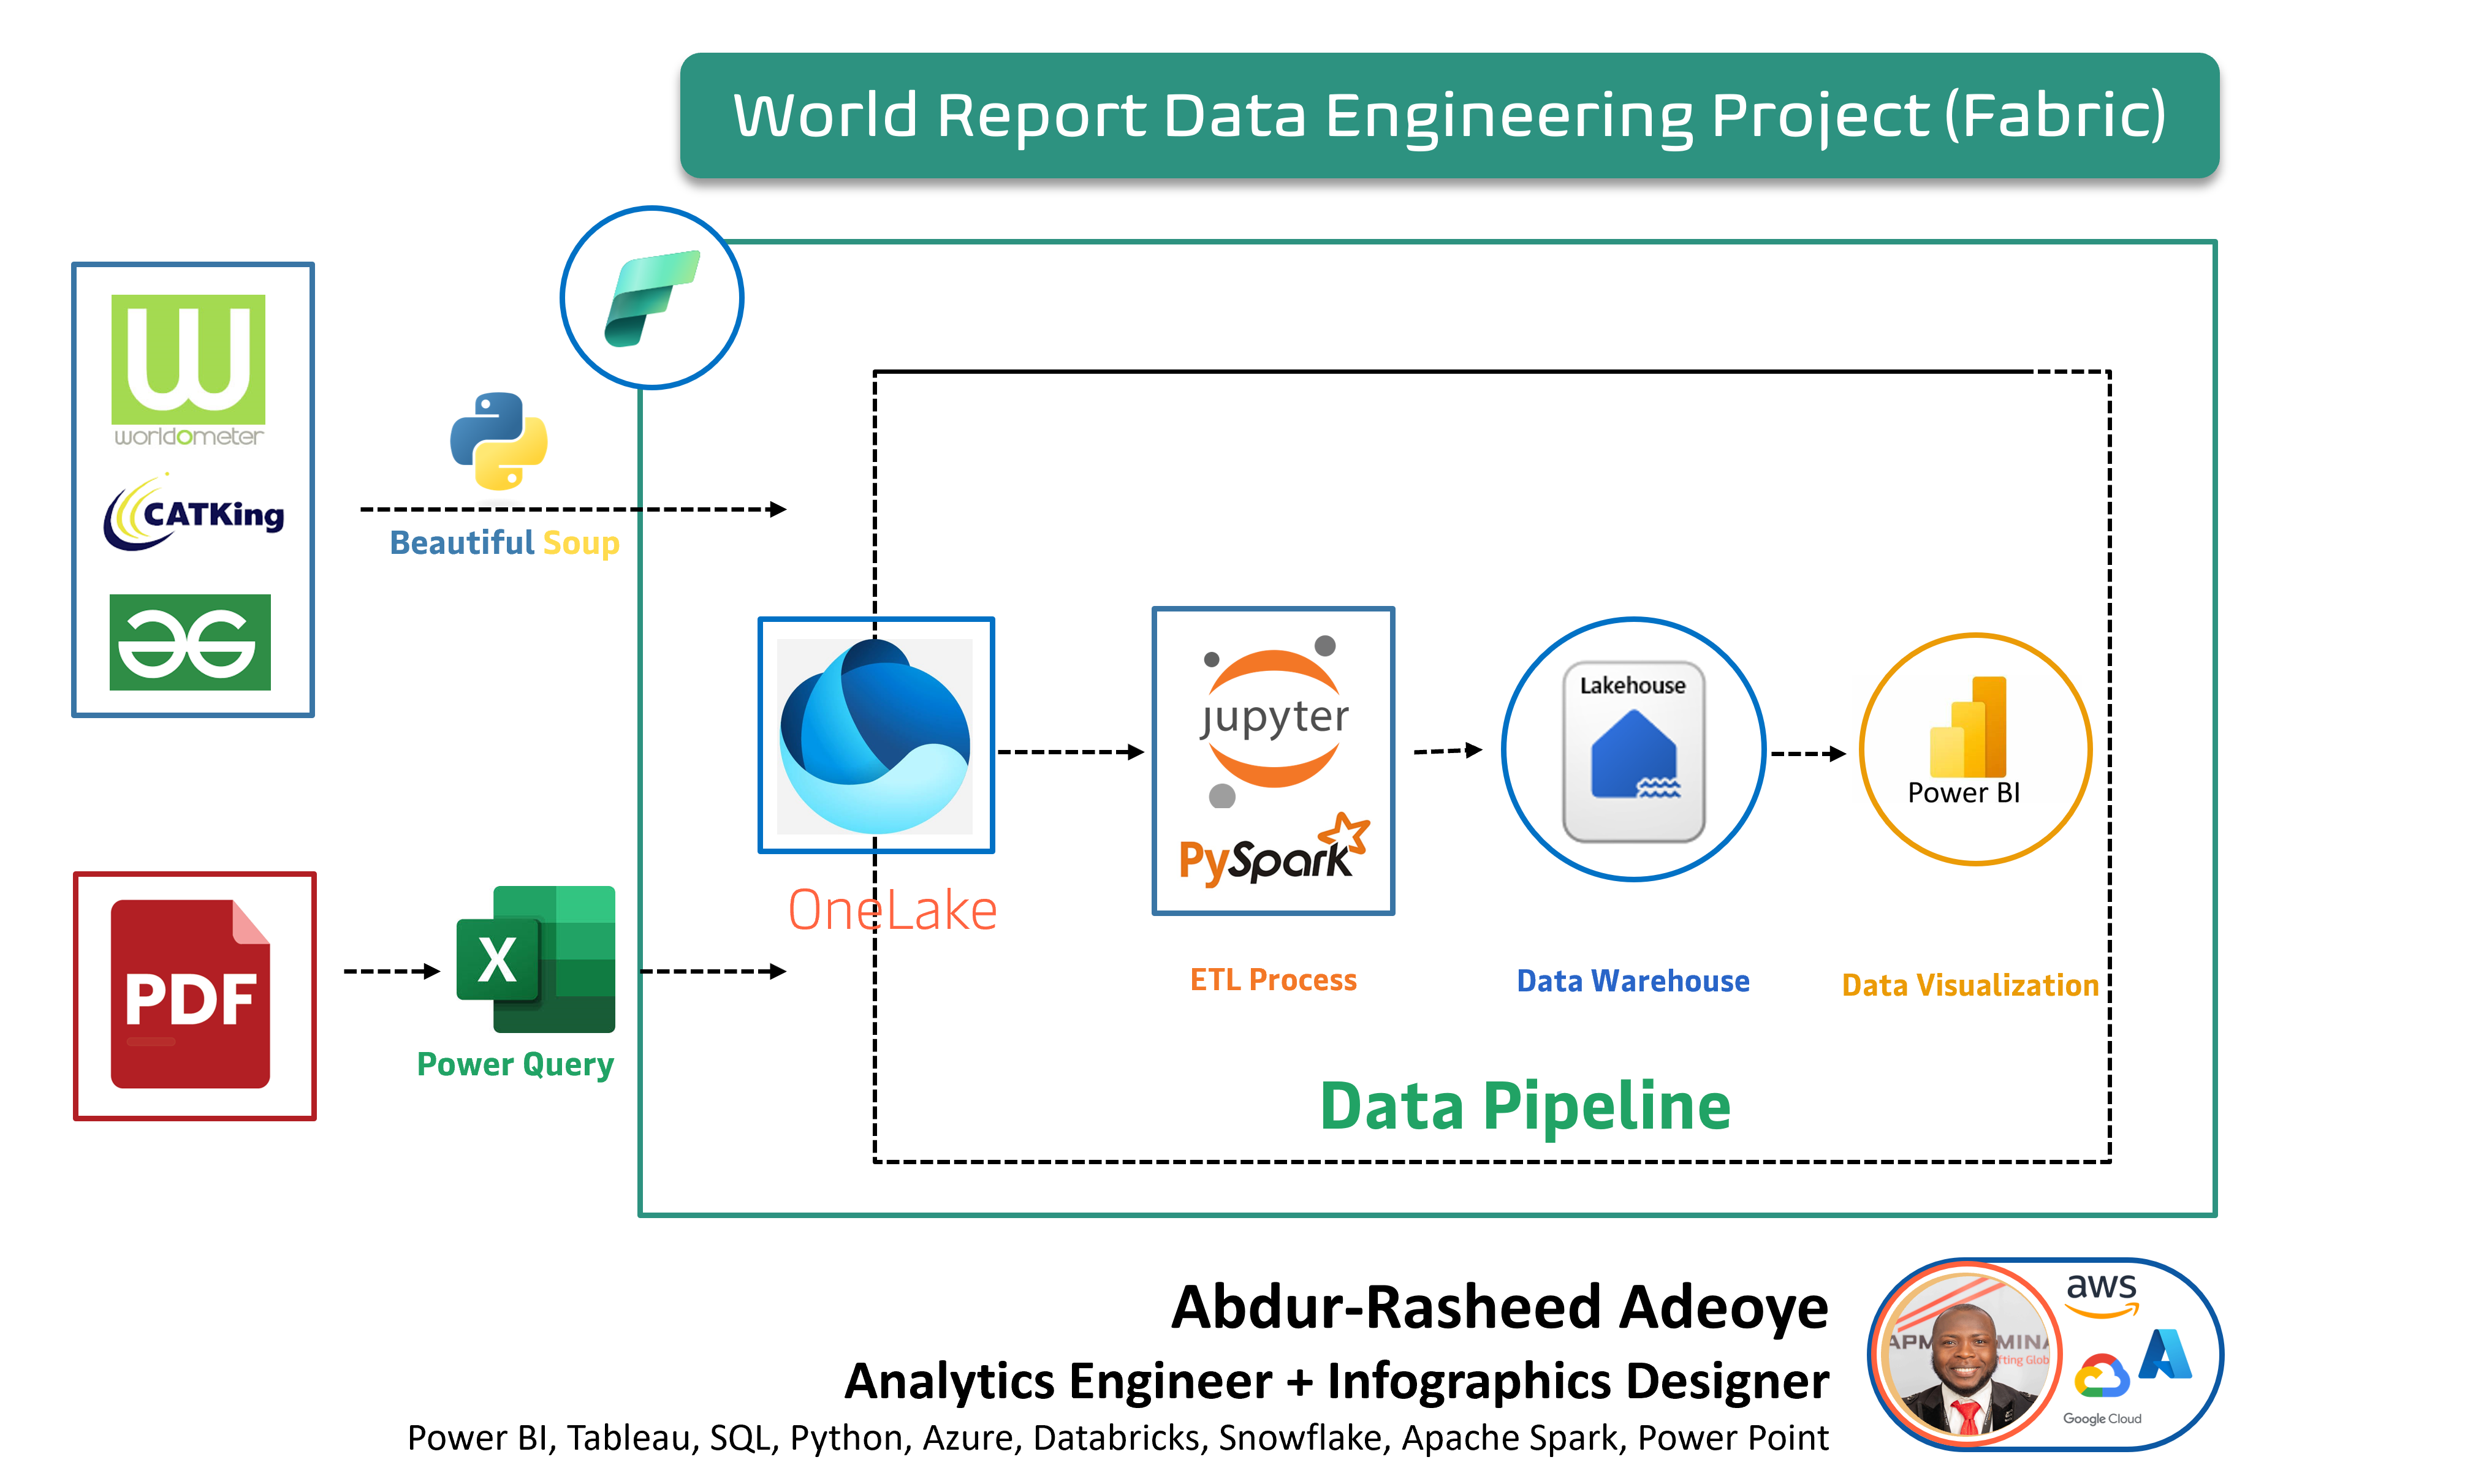 World Report Data Engineering Project (Fabric)
worldometer
CATKing
Beautiful Soup
PDF
X
Power Query
OneLake
jupyter
PySpark
ETL Process
Lakehouse
Data Warehouse
Power BI
Data Visualization
Data Pipeline
Abdur-Rasheed Adeoye
Analytics Engineer + Infographics Designer
Power BI, Tableau, SQL, Python, Azure, Databricks, Snowflake, Apache Spark, Power Point
aws
Google Cloud